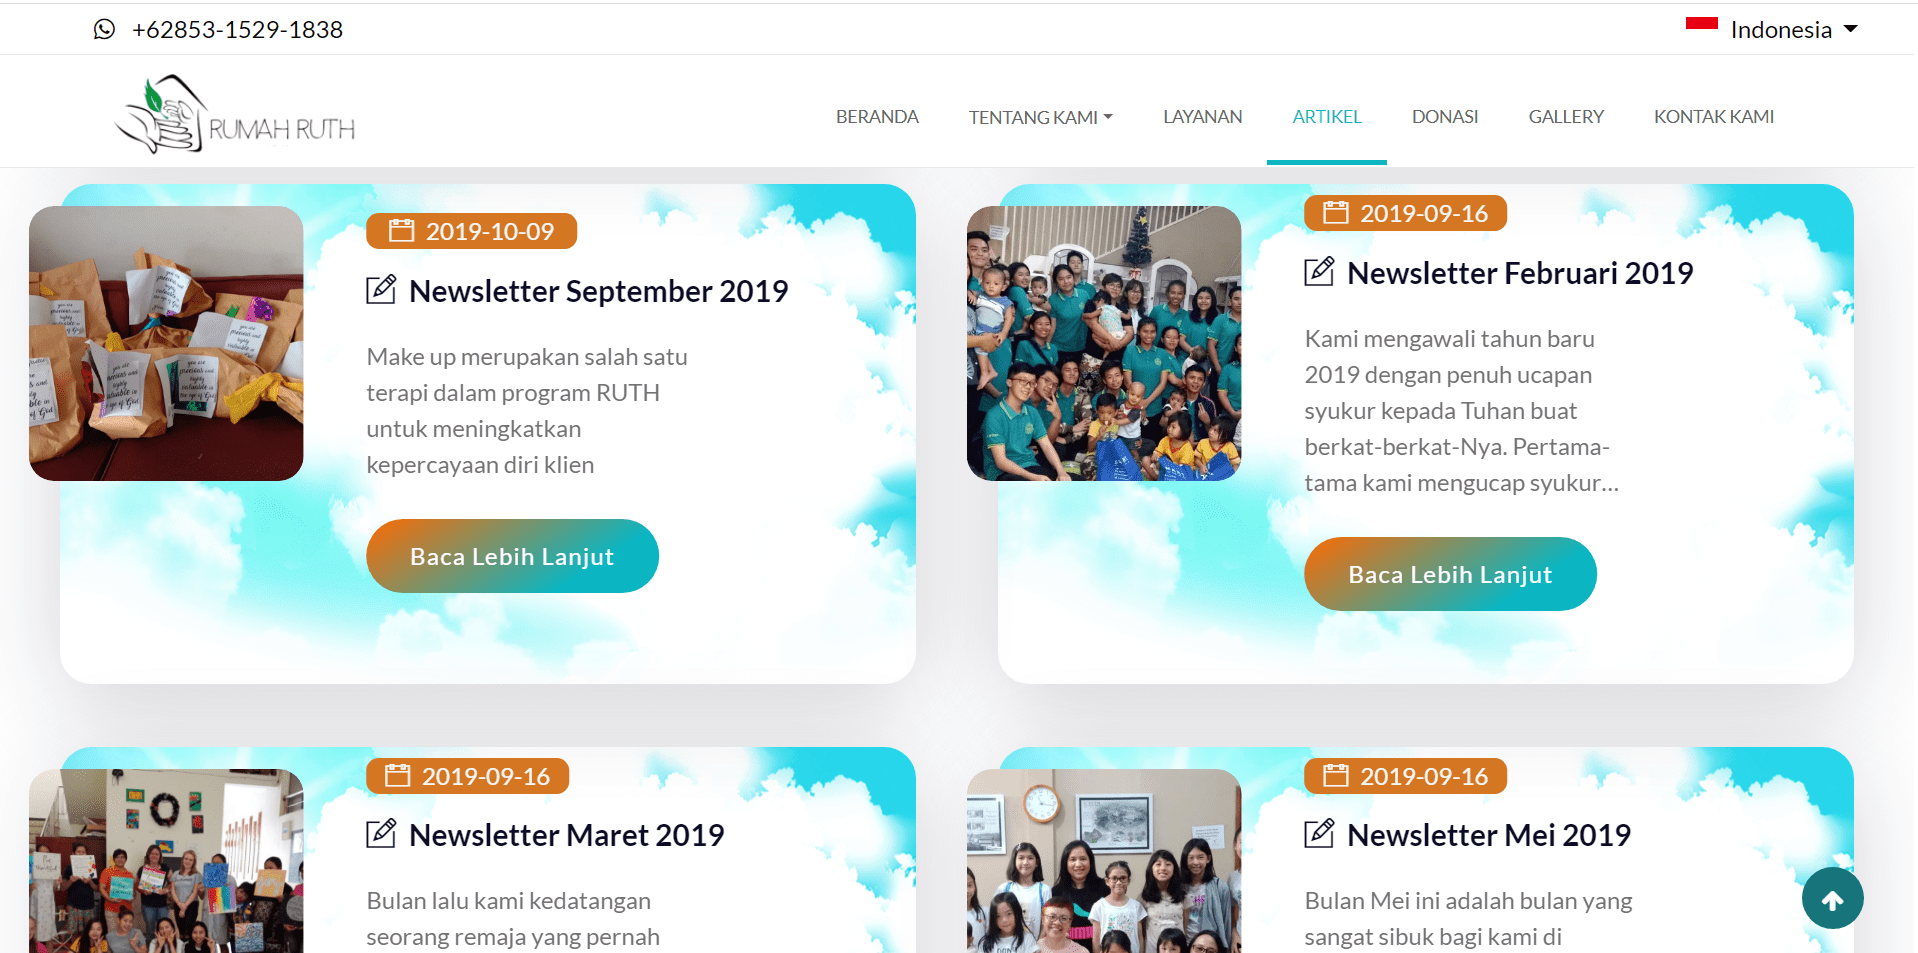 +62853-1529-1838
Indonesia
RUMAH RUTH
BERANDA
TENTANG KAMI
LAYANAN
ARTIKEL
DONASI
GALLERY
KONTAK KAMI
2019-10-09
Newsletter September 2019
Make up merupakan salah satu
terapi dalam program RUTH
untuk meningkatkan
kepercayaan diri klien
Baca Lebih Lanjut
2019-09-16
Newsletter Februari 2019
Kami mengawali tahun baru
2019 dengan penuh ucapan
syukur kepada Tuhan buat
berkat-berkat-Nya. Pertama-
tama kami mengucap syukur...
Baca Lebih Lanjut
2019-09-16
Newsletter Maret 2019
Bulan lalu kami kedatangan
seorang remaja yang pernah
2019-09-16
Newsletter Mei 2019
Bulan Mei ini adalah bulan yang
sangat sibuk bagi kami di